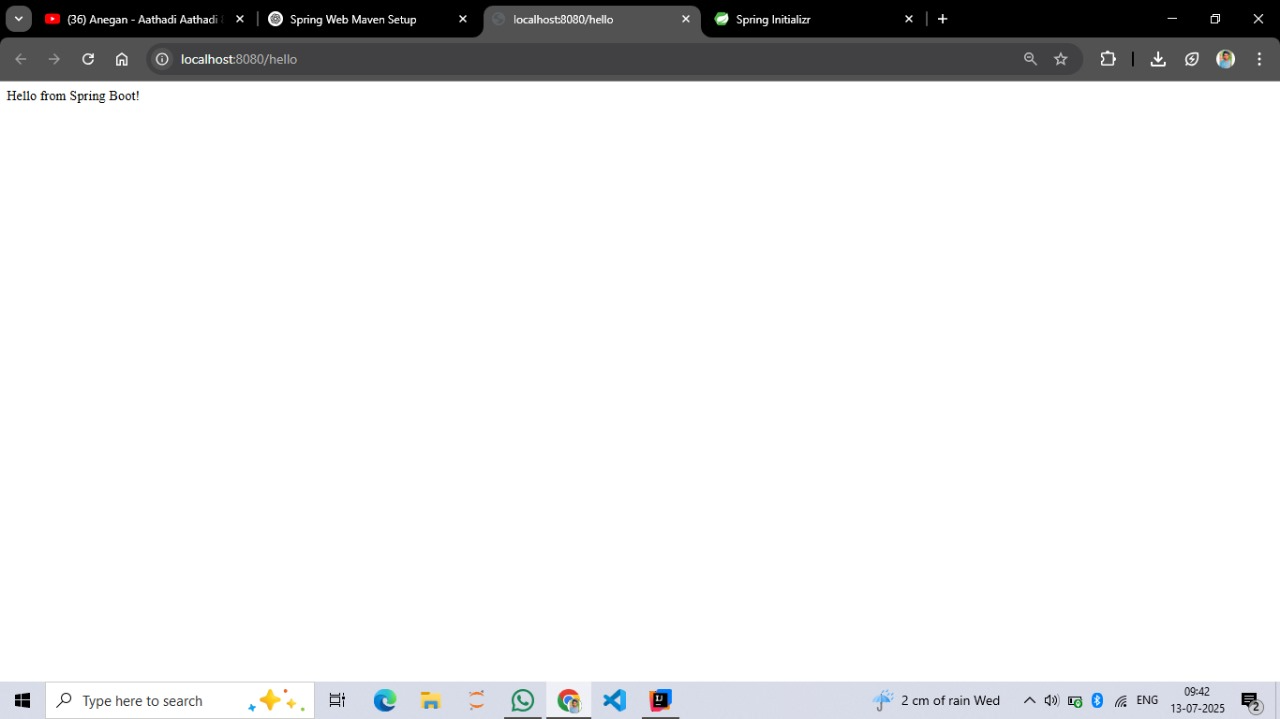 (36) Anegan - Aathadi Aathadi
Spring Web Maven Setup
localhost:8080/hello
Spring Initializr
localhost:8080/hello
Hello from Spring Boot!
Type here to search
2 cm of rain Wed
ENG
09:42
13-07-2025
2